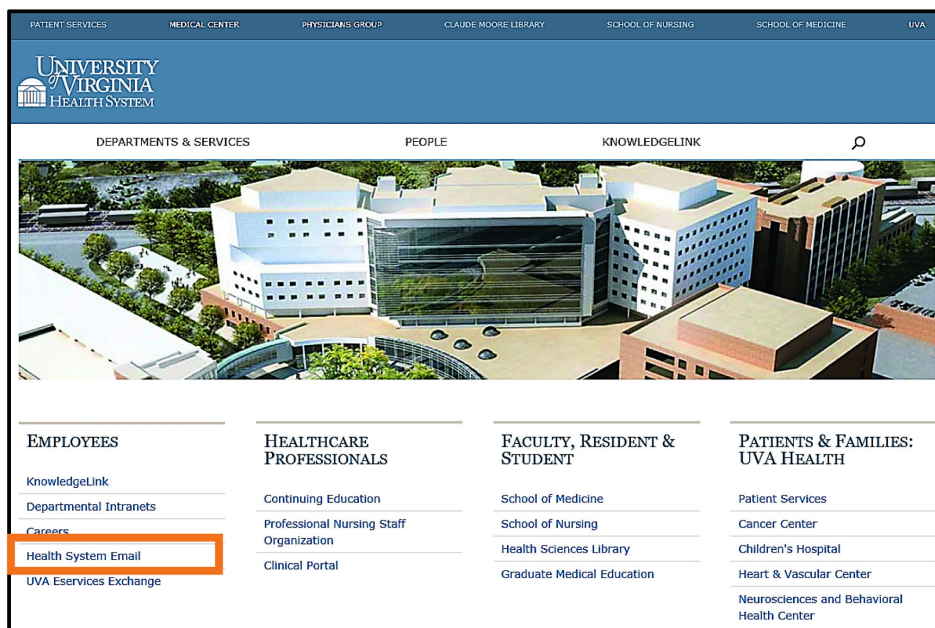 PATIENT SERVICES
MEDICAL CENTER
PHYSICIANS GROUP
CLAUDE MOORE LIBRARY
SCHOOL OF NURSING
SCHOOL OF MEDICINE
UVA
UNIVERSITY
of VIRGINIA
HEALTH SYSTEM
DEPARTMENTS & SERVICES
PEOPLE
KNOWLEDGELINK
EMPLOYEES
KnowledgeLink
Departmental Intranets
Careers
Health System Email
UVA Eservices Exchange
HEALTHCARE
PROFESSIONALS
Continuing Education
Professional Nursing Staff
Organization
Clinical Portal
FACULTY, RESIDENT &
STUDENT
School of Medicine
School of Nursing
Health Sciences Library
Graduate Medical Education
PATIENTS & FAMILIES:
UVA HEALTH
Patient Services
Cancer Center
Children's Hospital
Heart & Vascular Center
Neurosciences and Behavioral
Health Center